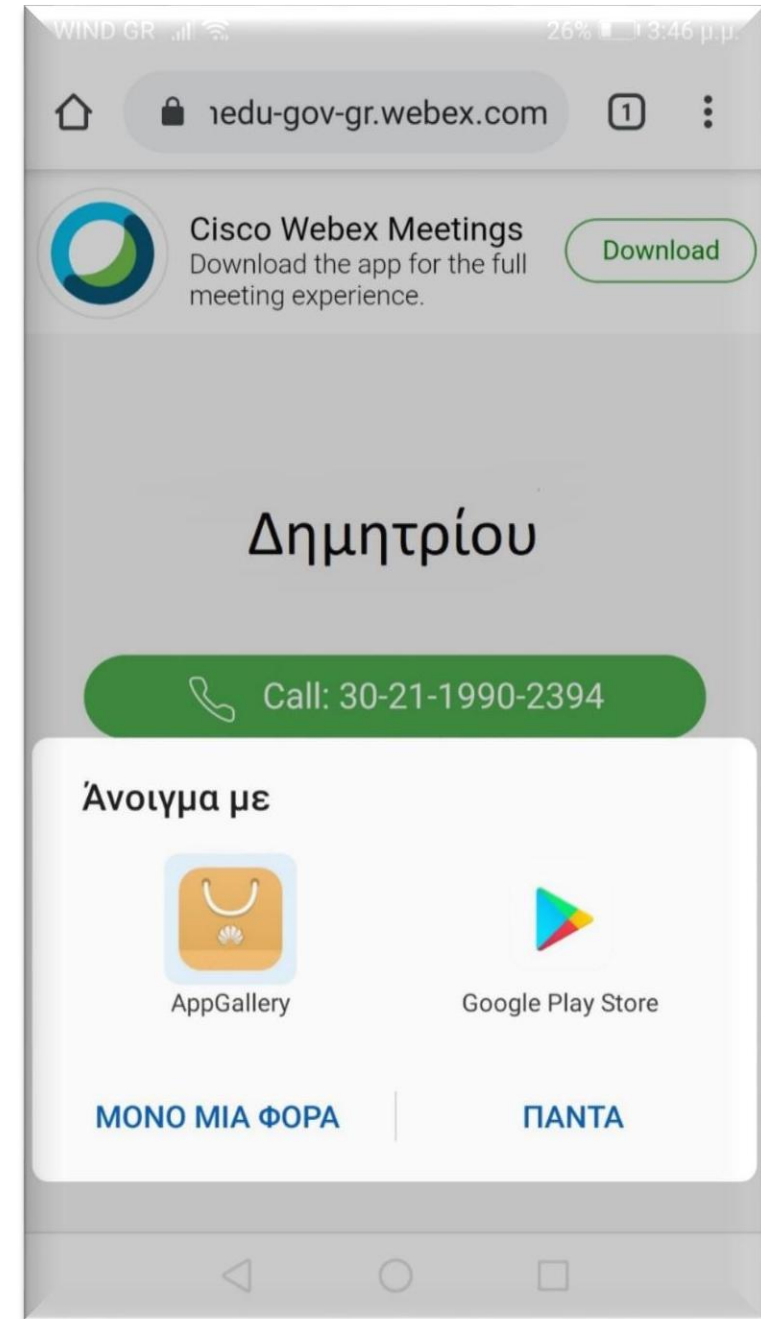 WIND GR
26% 3:46 μ.μ.
nedu-gov-gr.webex.com
1
Cisco Webex Meetings
Download the app for the full
meeting experience.
Download
Δημητρίου
Call: 30-21-1990-2394
Άνοιγμα με
AppGallery
Google Play Store
ΜΟΝΟ ΜΙΑ ΦΟΡΑ
ΠΑΝΤΑ